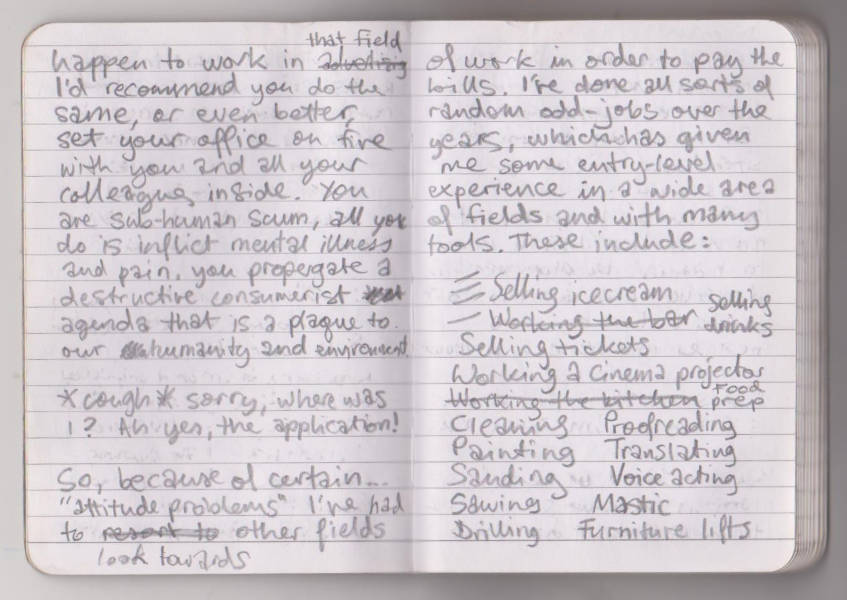 that field
happen to work in advertising
I'd recommend you do the
same, or even better,
set your office on fire
with you and all your
colleagues inside. You
are sub-human scum, all you
do is inflict mental illness
and pain. you propergate a
destructive consumerist
agenda that is a plaque to
our humanity and environment.
*cough* sorry, where was
I? Ah yes, the application!
So, because of certain...
"attitude problems" I've had
to resort to other fields
look towards
of work in order to pay the
bills. I've done all sorts of
random odd-jobs over the
years, which has given
me some entry-level
experience in a wide area
of fields and with many
tools. These include:
Selling icecream
Working the bar selling drinks
Selling tickets
Working a cinema projector
Working the kitchen food prep
Cleaning Proofreading
Painting Translating
Sanding Voice acting
Sawing Mastic
Drilling Furniture lifts